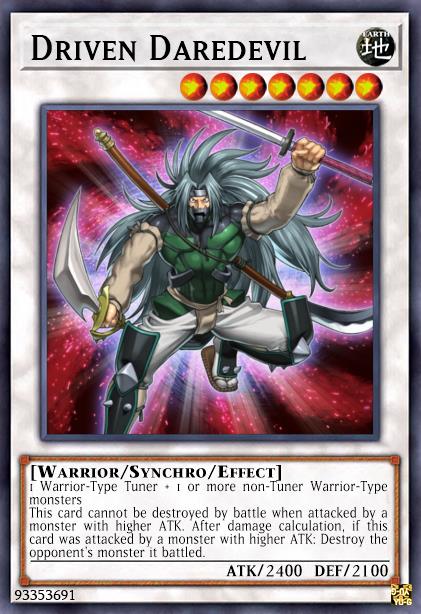 DRIVEN DAREDEVIL
EARTH
地
[WARRIOR/SYNCHRO/EFFECT]
1 Warrior-Type Tuner + 1 or more non-Tuner Warrior-Type
monsters
This card cannot be destroyed by battle when attacked by a
monster with higher ATK. After damage calculation, if this
card was attacked by a monster with higher ATK: Destroy the
opponent's monster it battled.
ATK/2400 DEF/2100
93353691